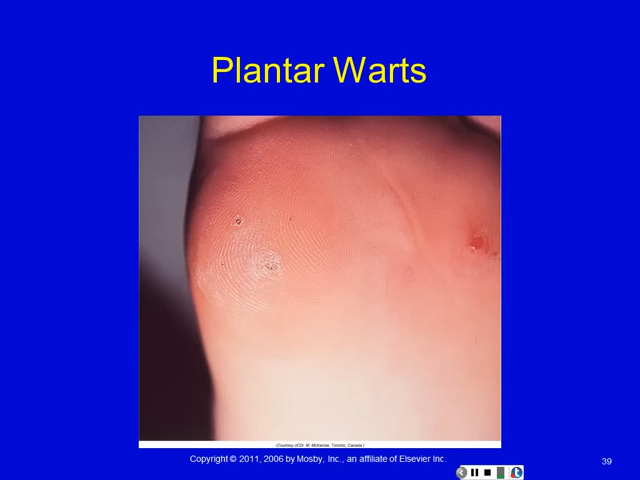 Plantar Warts
(Courtesy of Dr. M. McKenzie, Toronto, Canada.)
Copyright © 2011, 2006 by Mosby, Inc., an affiliate of Elsevier Inc.
39